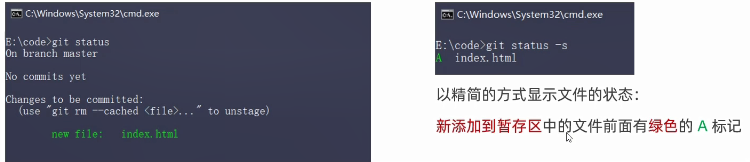 C:\Windows\System32\cmd.exe
E:\code>git status
On branch master
No commits yet
Changes to be committed:
(use "git rm --cached <file>..." to unstage)
new file: index.html
C:\Windows\System32\cmd.exe
E:\code>git status -s
A index.html
以精简的方式显示文件的状态：
新添加到暂存区中的文件前面有绿色的 A 标记